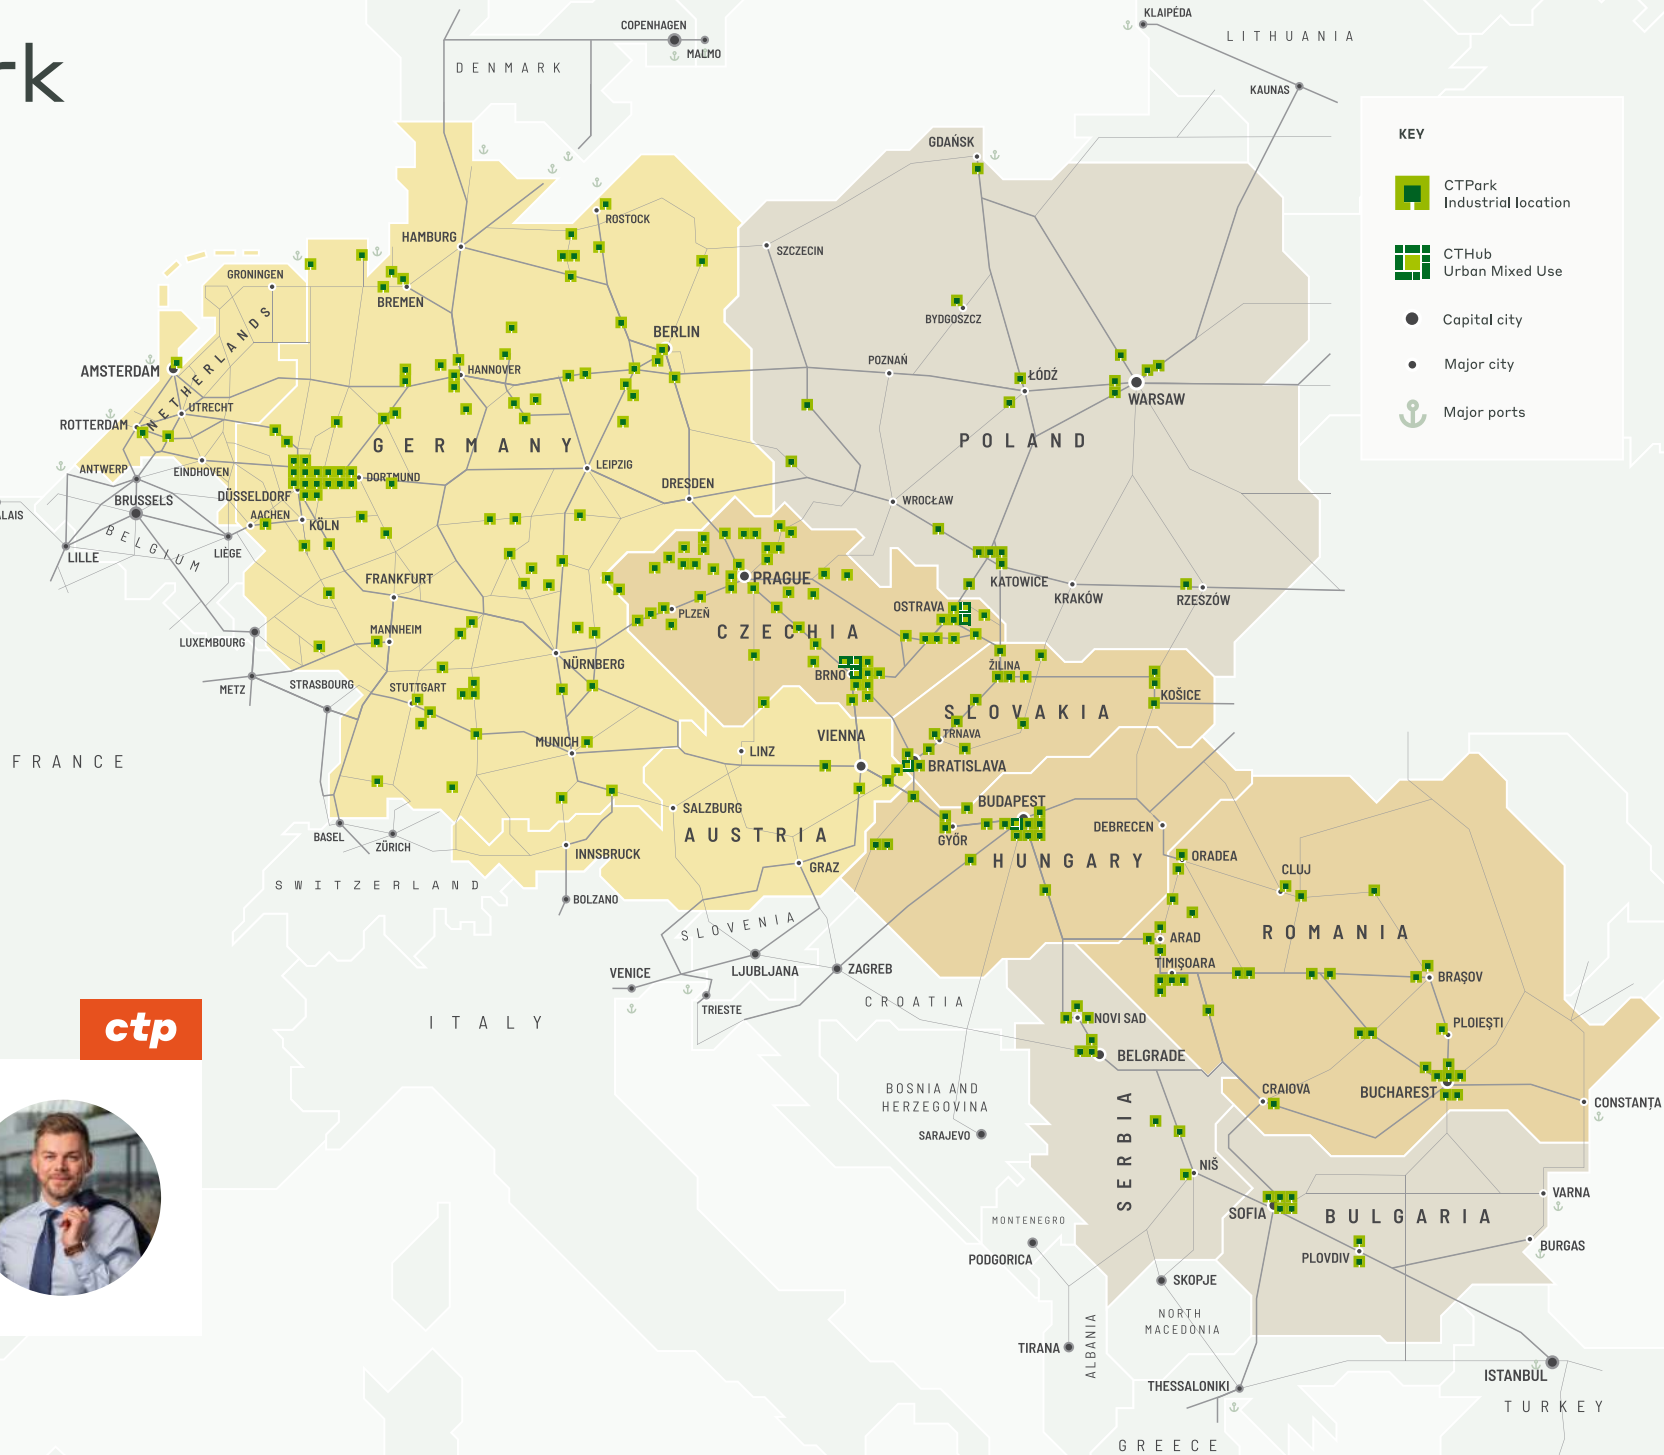 rk
COPENHAGEN
MALMO
DENMARK
KLAIPÉDA
LITHUANIA
KAUNAS
KEY
CTPark
Industrial location
CTHub
Urban Mixed Use
Capital city
Major city
Major ports
GDAŃSK
ROSTOCK
HAMBURG
SZCZECIN
GRONINGEN
BREMEN
BYDGOSZCZ
BERLIN
AMSTERDAM
NETHERLANDS
HANNOVER
POZNAŃ
ŁÓDŹ
WARSAW
UTRECHT
ROTTERDAM
GERMANY
POLAND
ANTWERP
EINDHOVEN
DORTMUND
LEIPZIG
DRESDEN
BRUSSELS
DÜSSELDORF
WROCŁAW
LAIS
AACHEN
KÖLN
BELGIUM
LIÈGE
LILLE
FRANKFURT
PRAGUE
KATOWICE
KRAKÓW
RZESZÓW
OSTRAVA
PLZEŇ
CZECHIA
LUXEMBOURG
MANNHEIM
NÜRNBERG
BRNO
ŽILINA
METZ
STRASBOURG
STUTTGART
KOŠICE
SLOVAKIA
MUNICH
LINZ
VIENNA
TRNAVA
FRANCE
BRATISLAVA
SALZBURG
BUDAPEST
BASEL
ZÜRICH
AUSTRIA
GYŐR
DEBRECEN
INNSBRUCK
GRAZ
HUNGARY
ORADEA
CLUJ
SWITZERLAND
BOLZANO
SLOVENIA
ROMANIA
ARAD
TIMIȘOARA
VENICE
LJUBLJANA
ZAGREB
BRAȘOV
CROATIA
TRIESTE
ITALY
NOVI SAD
PLOIEȘTI
ctp
BELGRADE
BOSNIA AND
HERZEGOVINA
CRAIOVA
BUCHAREST
CONSTANȚA
SARAJEVO
SERBIA
NIŠ
VARNA
MONTENEGRO
SOFIA
BULGARIA
PODGORICA
PLOVDIV
BURGAS
SKOPJE
NORTH
MACEDONIA
TIRANA
ALBANIA
ISTANBUL
THESSALONIKI
TURKEY
GREECE